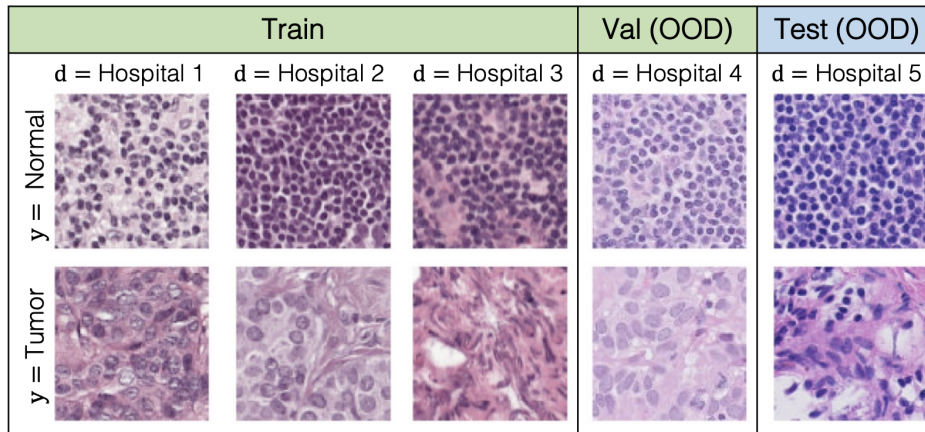 Train Val (OOD) Test (OOD)
d = Hospital 1 d = Hospital 2 d = Hospital 3 d = Hospital 4 d = Hospital 5
y = Normal
y = Tumor